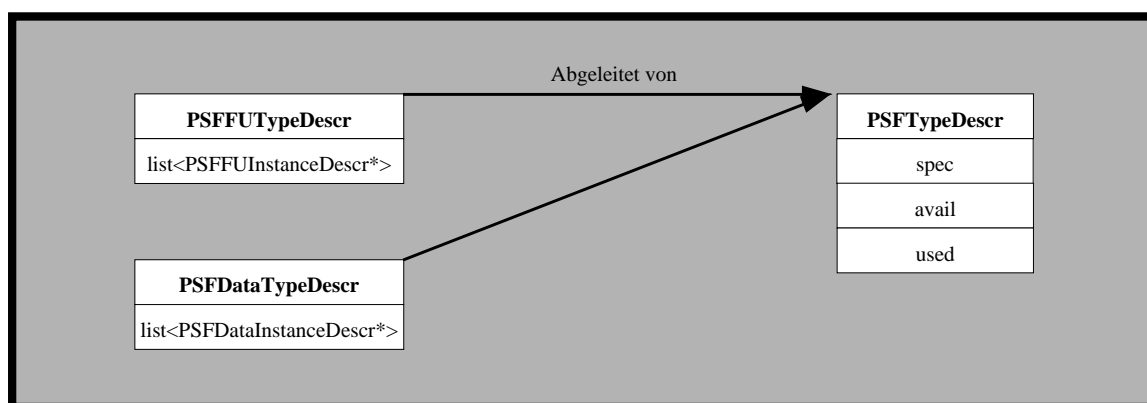 Abgeleitet von
PSFFUTypeDescr
list<PSFFUInstanceDescr*>
PSFTypeDescr
spec
avail
used
PSFDataTypeDescr
list<PSFDataInstanceDescr*>